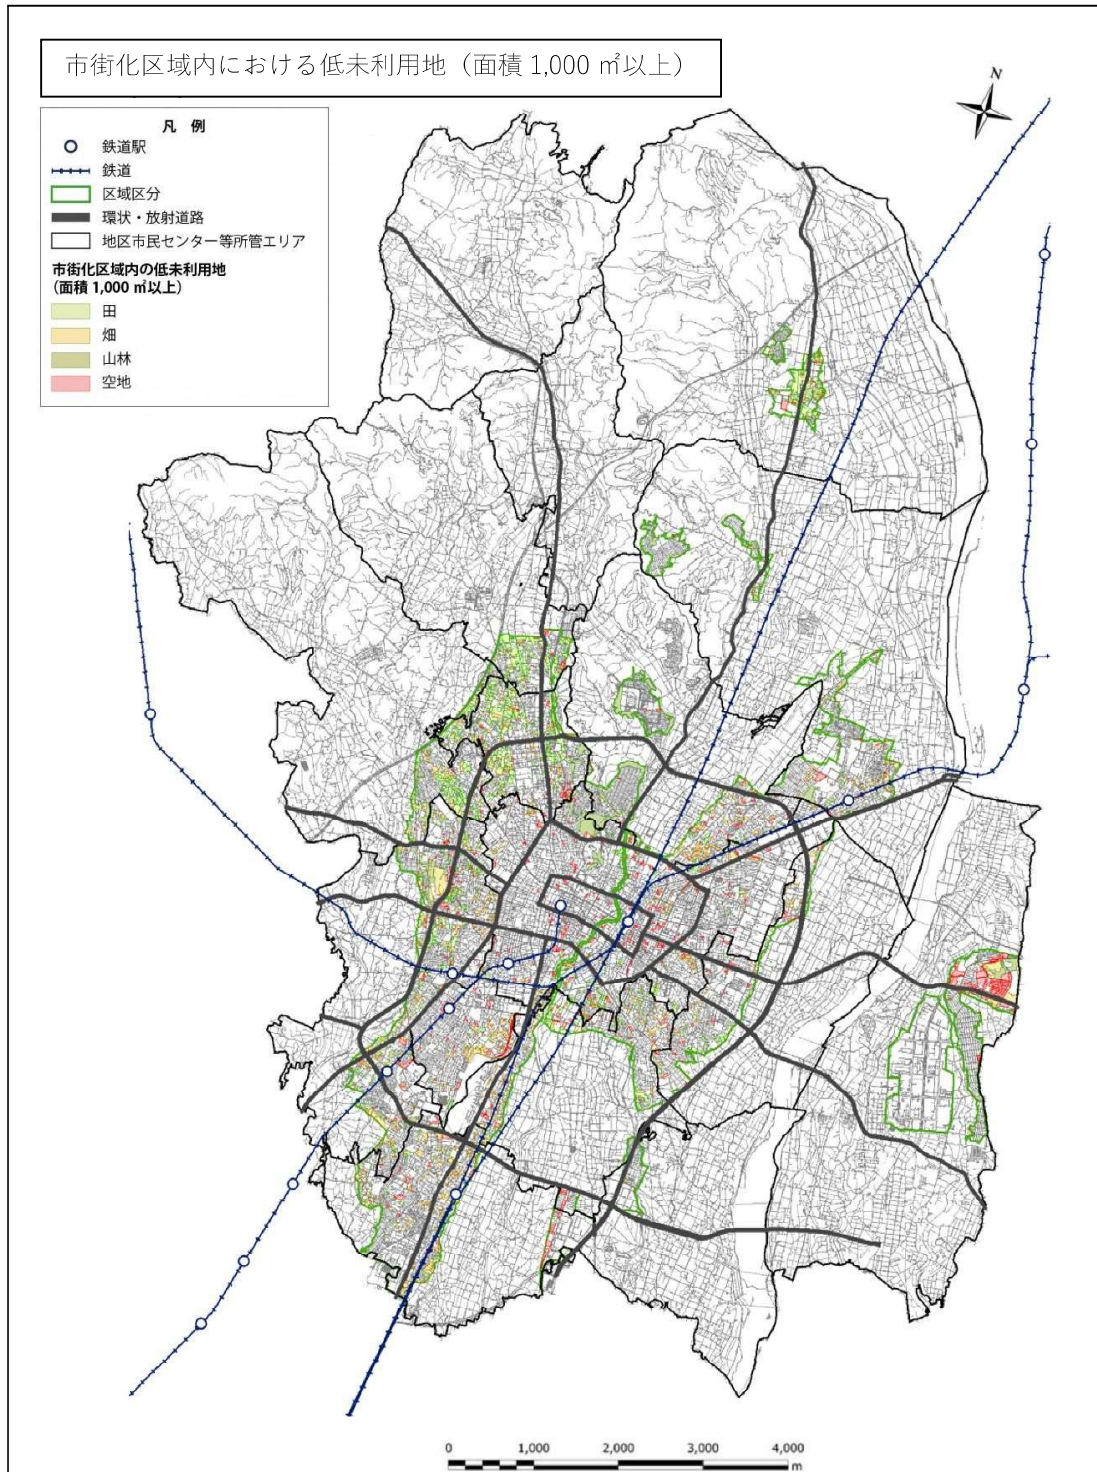 市街化区域内における低未利用地（面積 1,000 ㎡以上）
N
凡 例
鉄道駅
鉄道
区域区分
環状・放射道路
地区市民センター等所管エリア
市街化区域内の低未利用地
（面積 1,000 ㎡以上）
田
畑
山林
空地
0 1,000 2,000 3,000 4,000
m